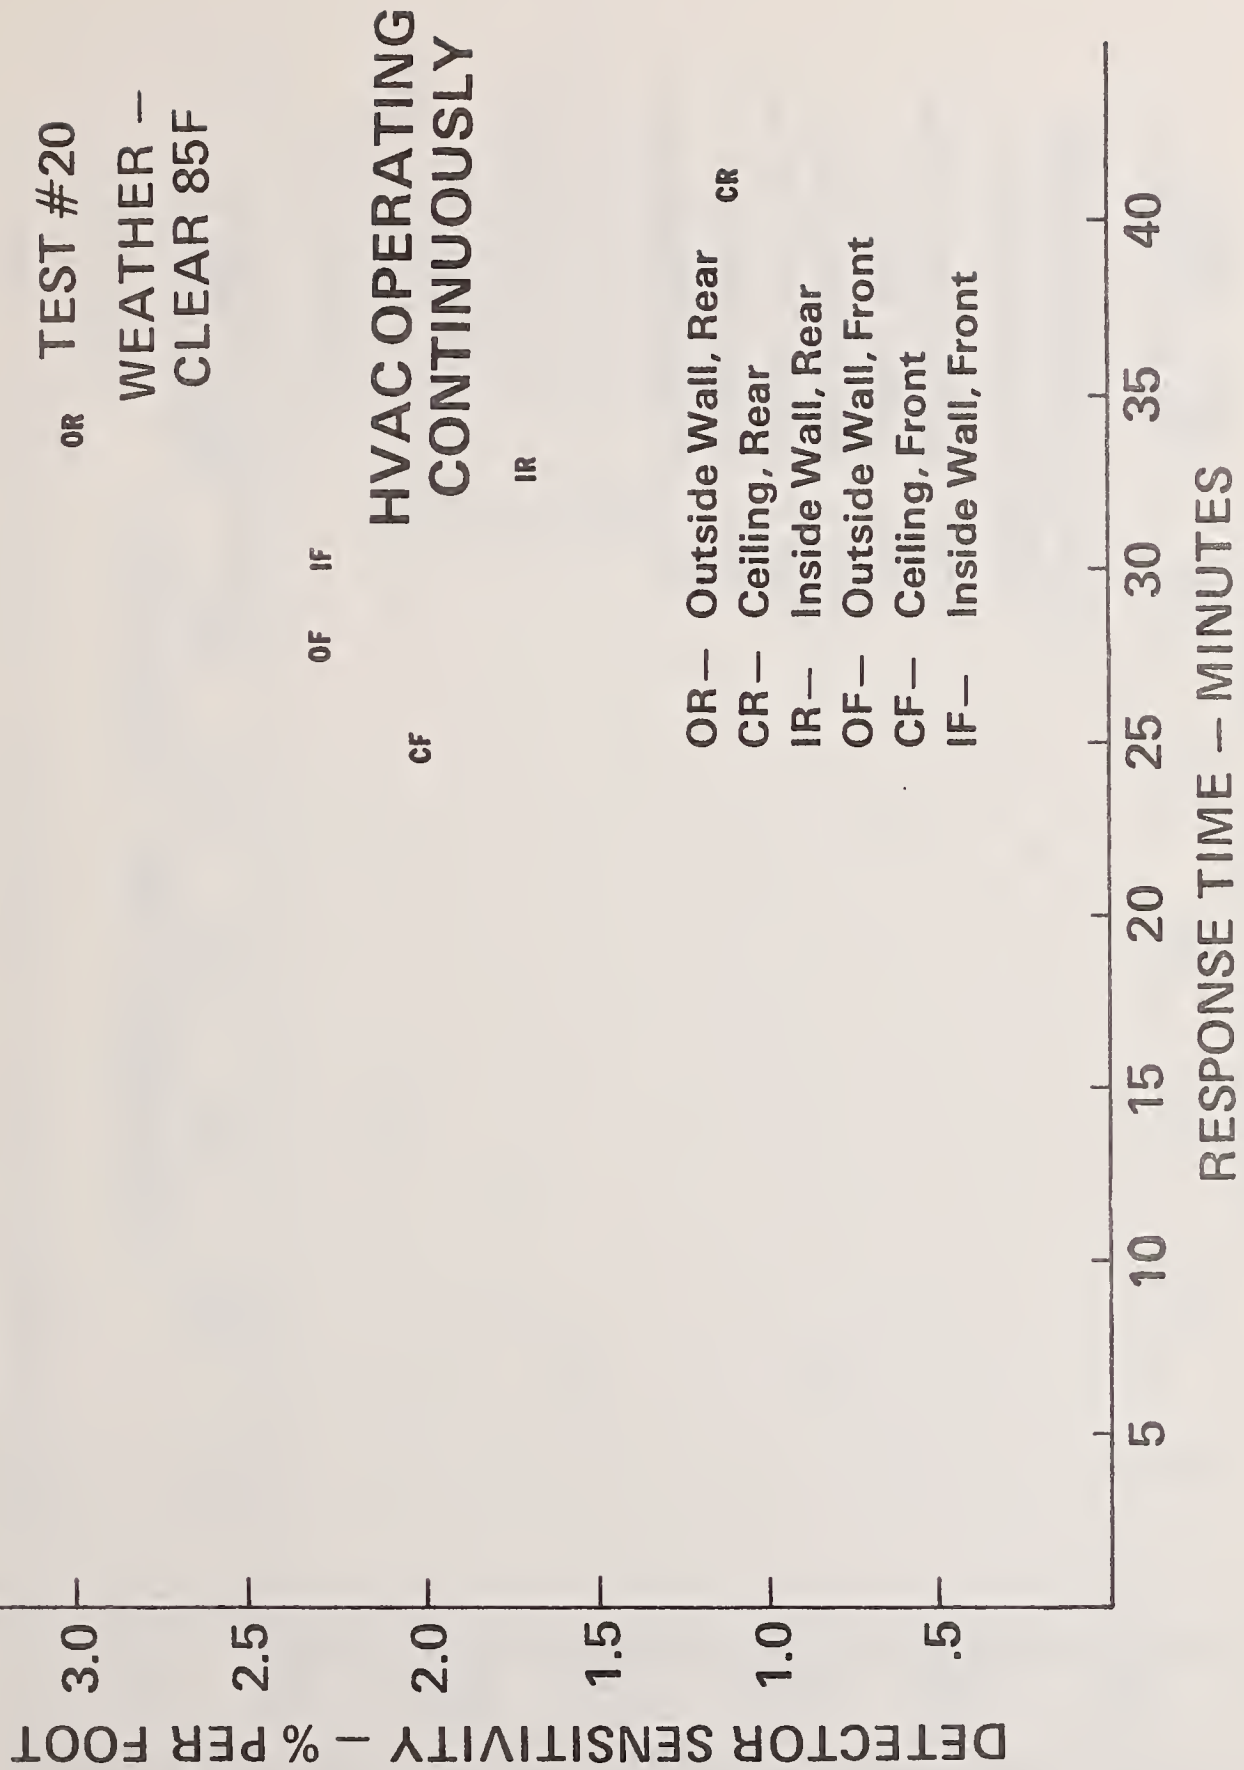 OR TEST #20
WEATHER –
CLEAR 85F
OF IF
HVAC OPERATING
CONTINUOUSLY
CF
IR
OR— Outside Wall, Rear
CR— Ceiling, Rear
CR
IR— Inside Wall, Rear
OF— Outside Wall, Front
CF— Ceiling, Front
IF— Inside Wall, Front
3.0
2.5
2.0
1.5
1.0
.5
DETECTOR SENSITIVITY – % PER FOOT
5 10 15 20 25 30 35 40
RESPONSE TIME – MINUTES